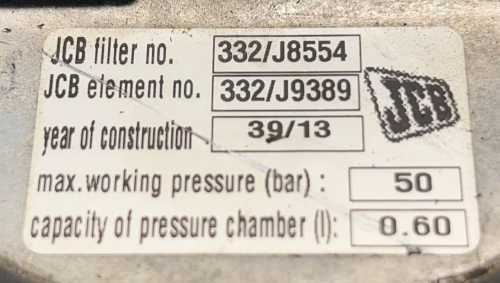 JCB filter no. 332/J8554
JCB element no. 332/J9389
JCB
year of construction 39/13
max.working pressure (bar) : 50
capacity of pressure chamber (l): 0.60